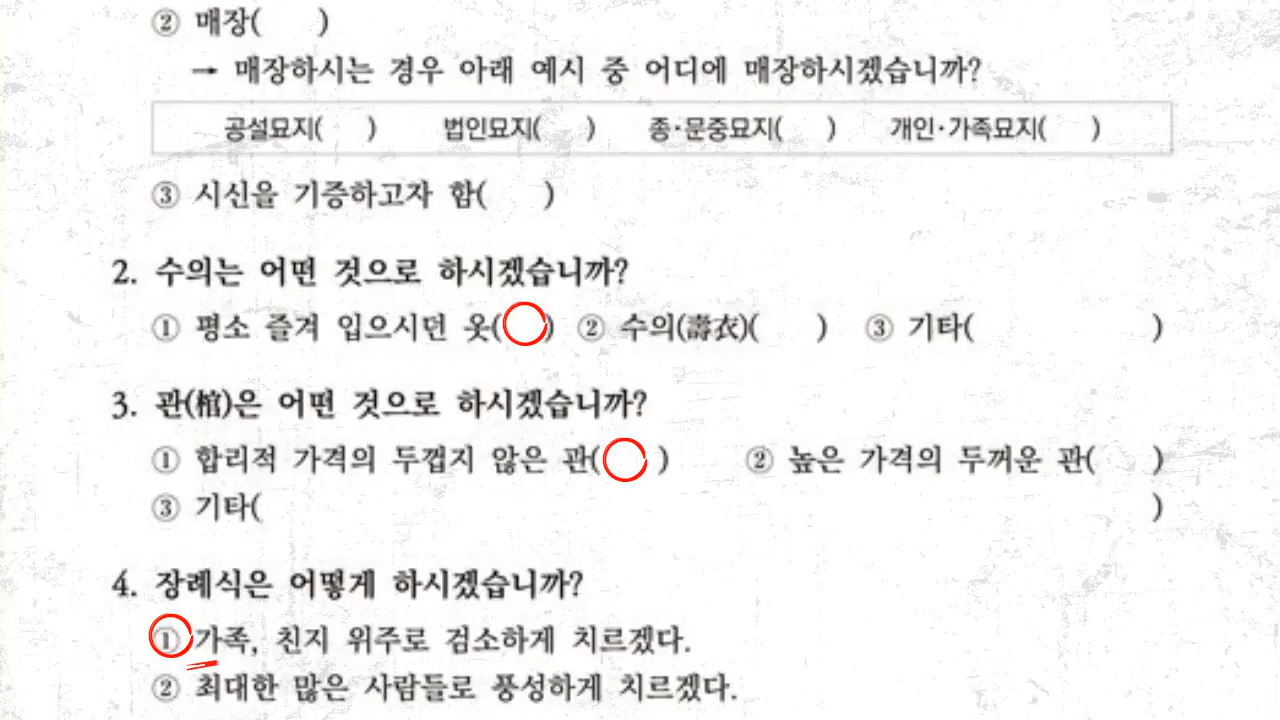 ② 매장(    )
→ 매장하시는 경우 아래 예시 중 어디에 매장하시겠습니까?
공설묘지(    )    법인묘지(    )    종·문중묘지(    )    개인·가족묘지(    )
③ 시신을 기증하고자 함(    )
2. 수의는 어떤 것으로 하시겠습니까?
① 평소 즐겨 입으시던 옷(    ) ② 수의(壽衣)(    ) ③ 기타(    )
3. 관(棺)은 어떤 것으로 하시겠습니까?
① 합리적 가격의 두껍지 않은 관(    ) ② 높은 가격의 두꺼운 관(    )
③ 기타(    )
4. 장례식은 어떻게 하시겠습니까?
① 가족, 친지 위주로 검소하게 치르겠다.
② 최대한 많은 사람들로 풍성하게 치르겠다.